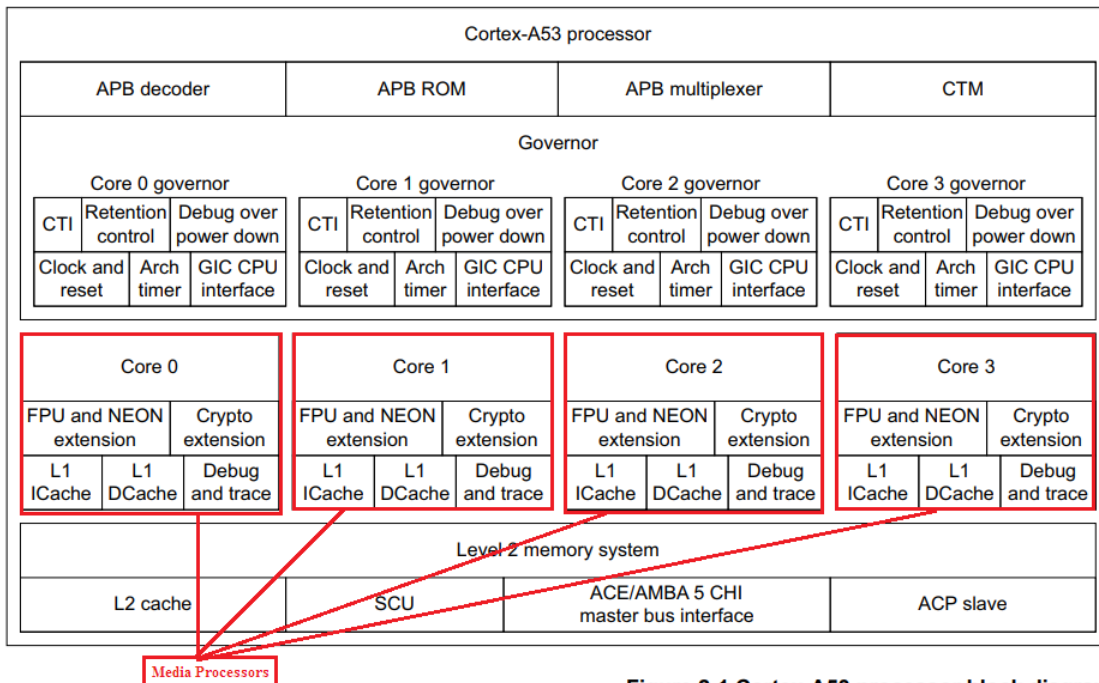 Cortex-A53 processor
APB decoder
APB ROM
APB multiplexer
CTM
Governor
Core 0 governor
CTI
Retention
control
Debug over
power down
Clock and
reset
Arch
timer
GIC CPU
interface
Core 1 governor
CTI
Retention
control
Debug over
power down
Clock and
reset
Arch
timer
GIC CPU
interface
Core 2 governor
CTI
Retention
control
Debug over
power down
Clock and
reset
Arch
timer
GIC CPU
interface
Core 3 governor
CTI
Retention
control
Debug over
power down
Clock and
reset
Arch
timer
GIC CPU
interface
Core 0
FPU and NEON
extension
Crypto
extension
L1
ICache
L1
DCache
Debug
and trace
Core 1
FPU and NEON
extension
Crypto
extension
L1
ICache
L1
DCache
Debug
and trace
Core 2
FPU and NEON
extension
Crypto
extension
L1
ICache
L1
DCache
Debug
and trace
Core 3
FPU and NEON
extension
Crypto
extension
L1
ICache
L1
DCache
Debug
and trace
Level 2 memory system
L2 cache
SCU
ACE/AMBA 5 CHI
master bus interface
ACP slave
Media Processors